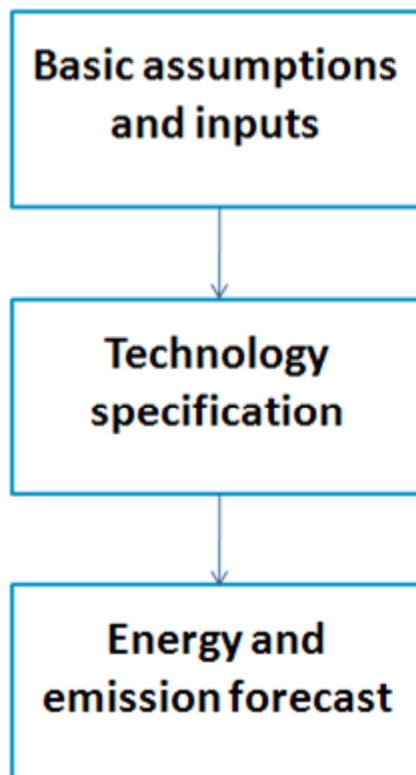 Basic assumptions
and inputs
Technology
specification
Energy and
emission forecast